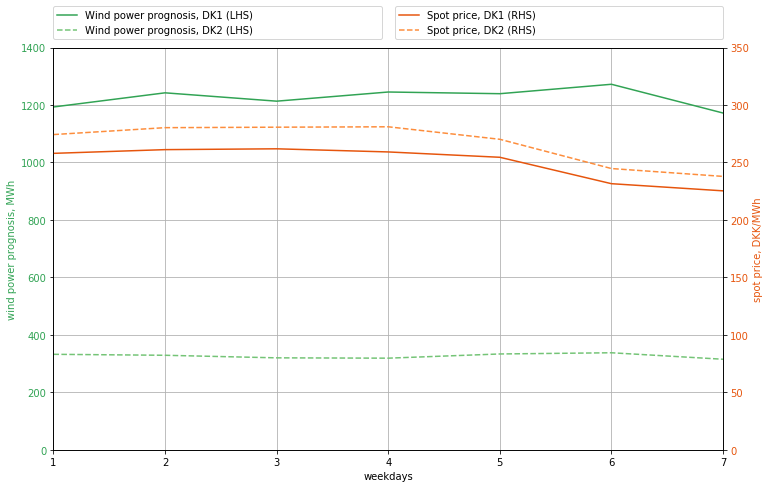 Wind power prognosis, DK1 (LHS)
Wind power prognosis, DK2 (LHS)
Spot price, DK1 (RHS)
Spot price, DK2 (RHS)
1400
1200
1000
800
600
400
200
0
wind power prognosis, MWh
350
300
250
200
150
100
50
0
spot price, DKK/MWh
1 2 3 4 5 6 7
weekdays